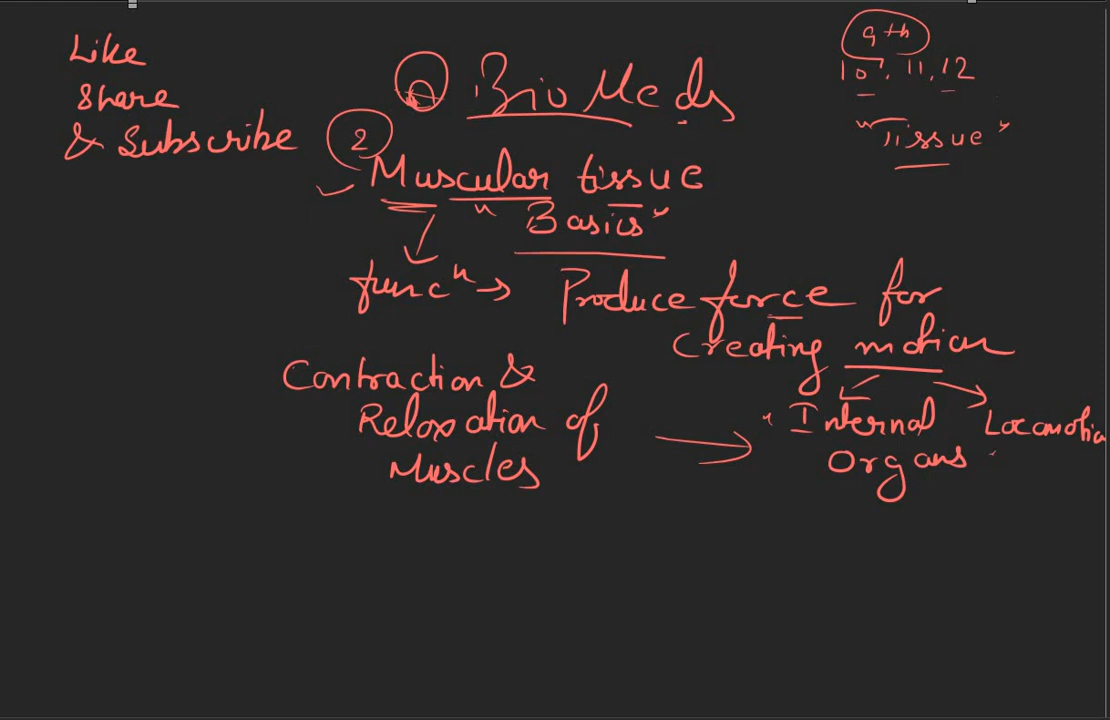 Like
Share
& Subscribe
@ BioMeds
9th
10th, 11, 12
"Tissue"
2
Muscular tissue
"Basics"
funcⁿ → Produce force for
creating motion
Contraction &
Relaxation of
Muscles
Internal
Organs
Locomotion